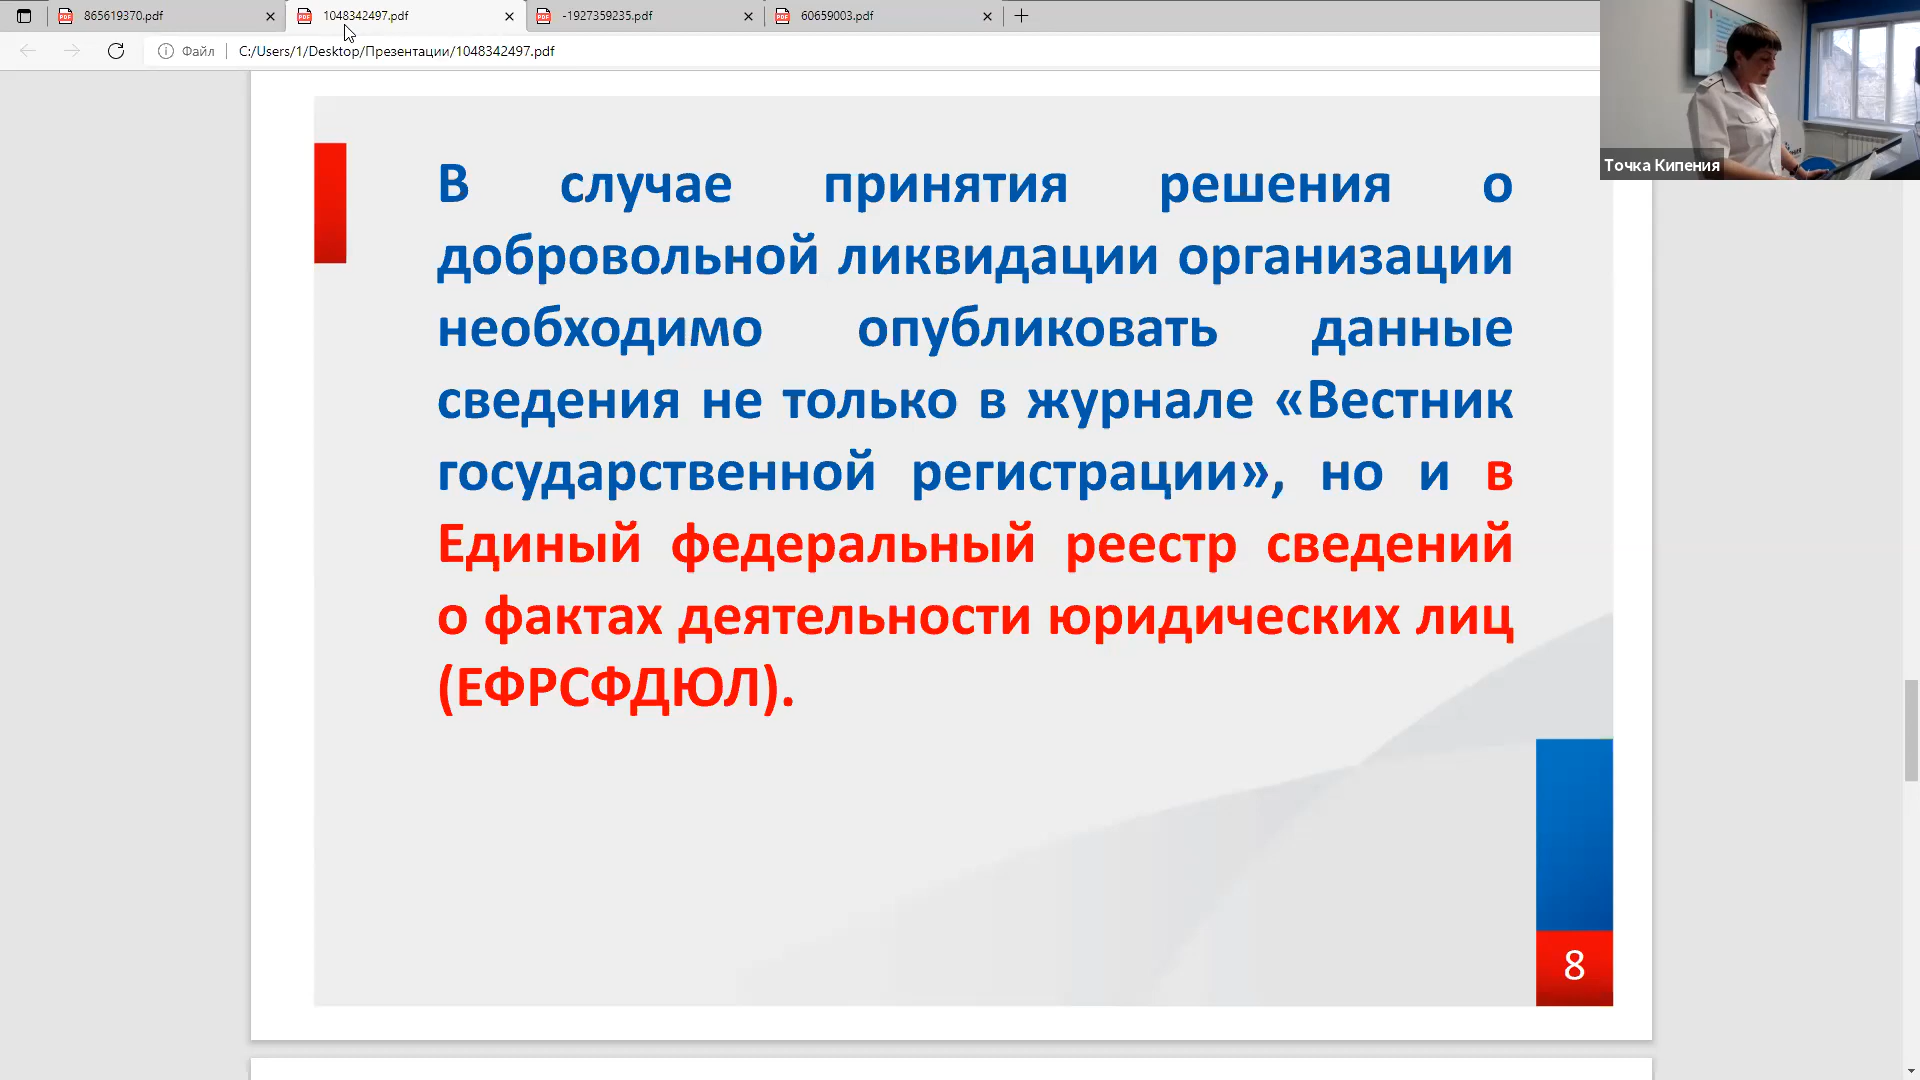 865619370.pdf
1048342497.pdf
-1927359235.pdf
60659003.pdf
Файл
C:/Users/1/Desktop/Презентации/1048342497.pdf
Точка Кипения
В случае принятия решения о
добровольной ликвидации организации
необходимо опубликовать данные
сведения не только в журнале «Вестник
государственной регистрации», но и в
Единый федеральный реестр сведений
о фактах деятельности юридических лиц
(ЕФРСФДЮЛ).
8